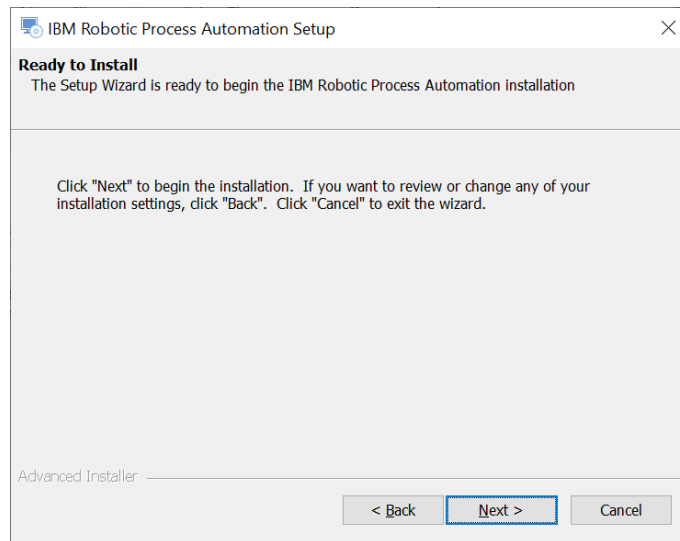 IBM Robotic Process Automation Setup
Ready to Install
The Setup Wizard is ready to begin the IBM Robotic Process Automation installation
Click "Next" to begin the installation.  If you want to review or change any of your
installation settings, click "Back".  Click "Cancel" to exit the wizard.
Advanced Installer
< Back
Next >
Cancel